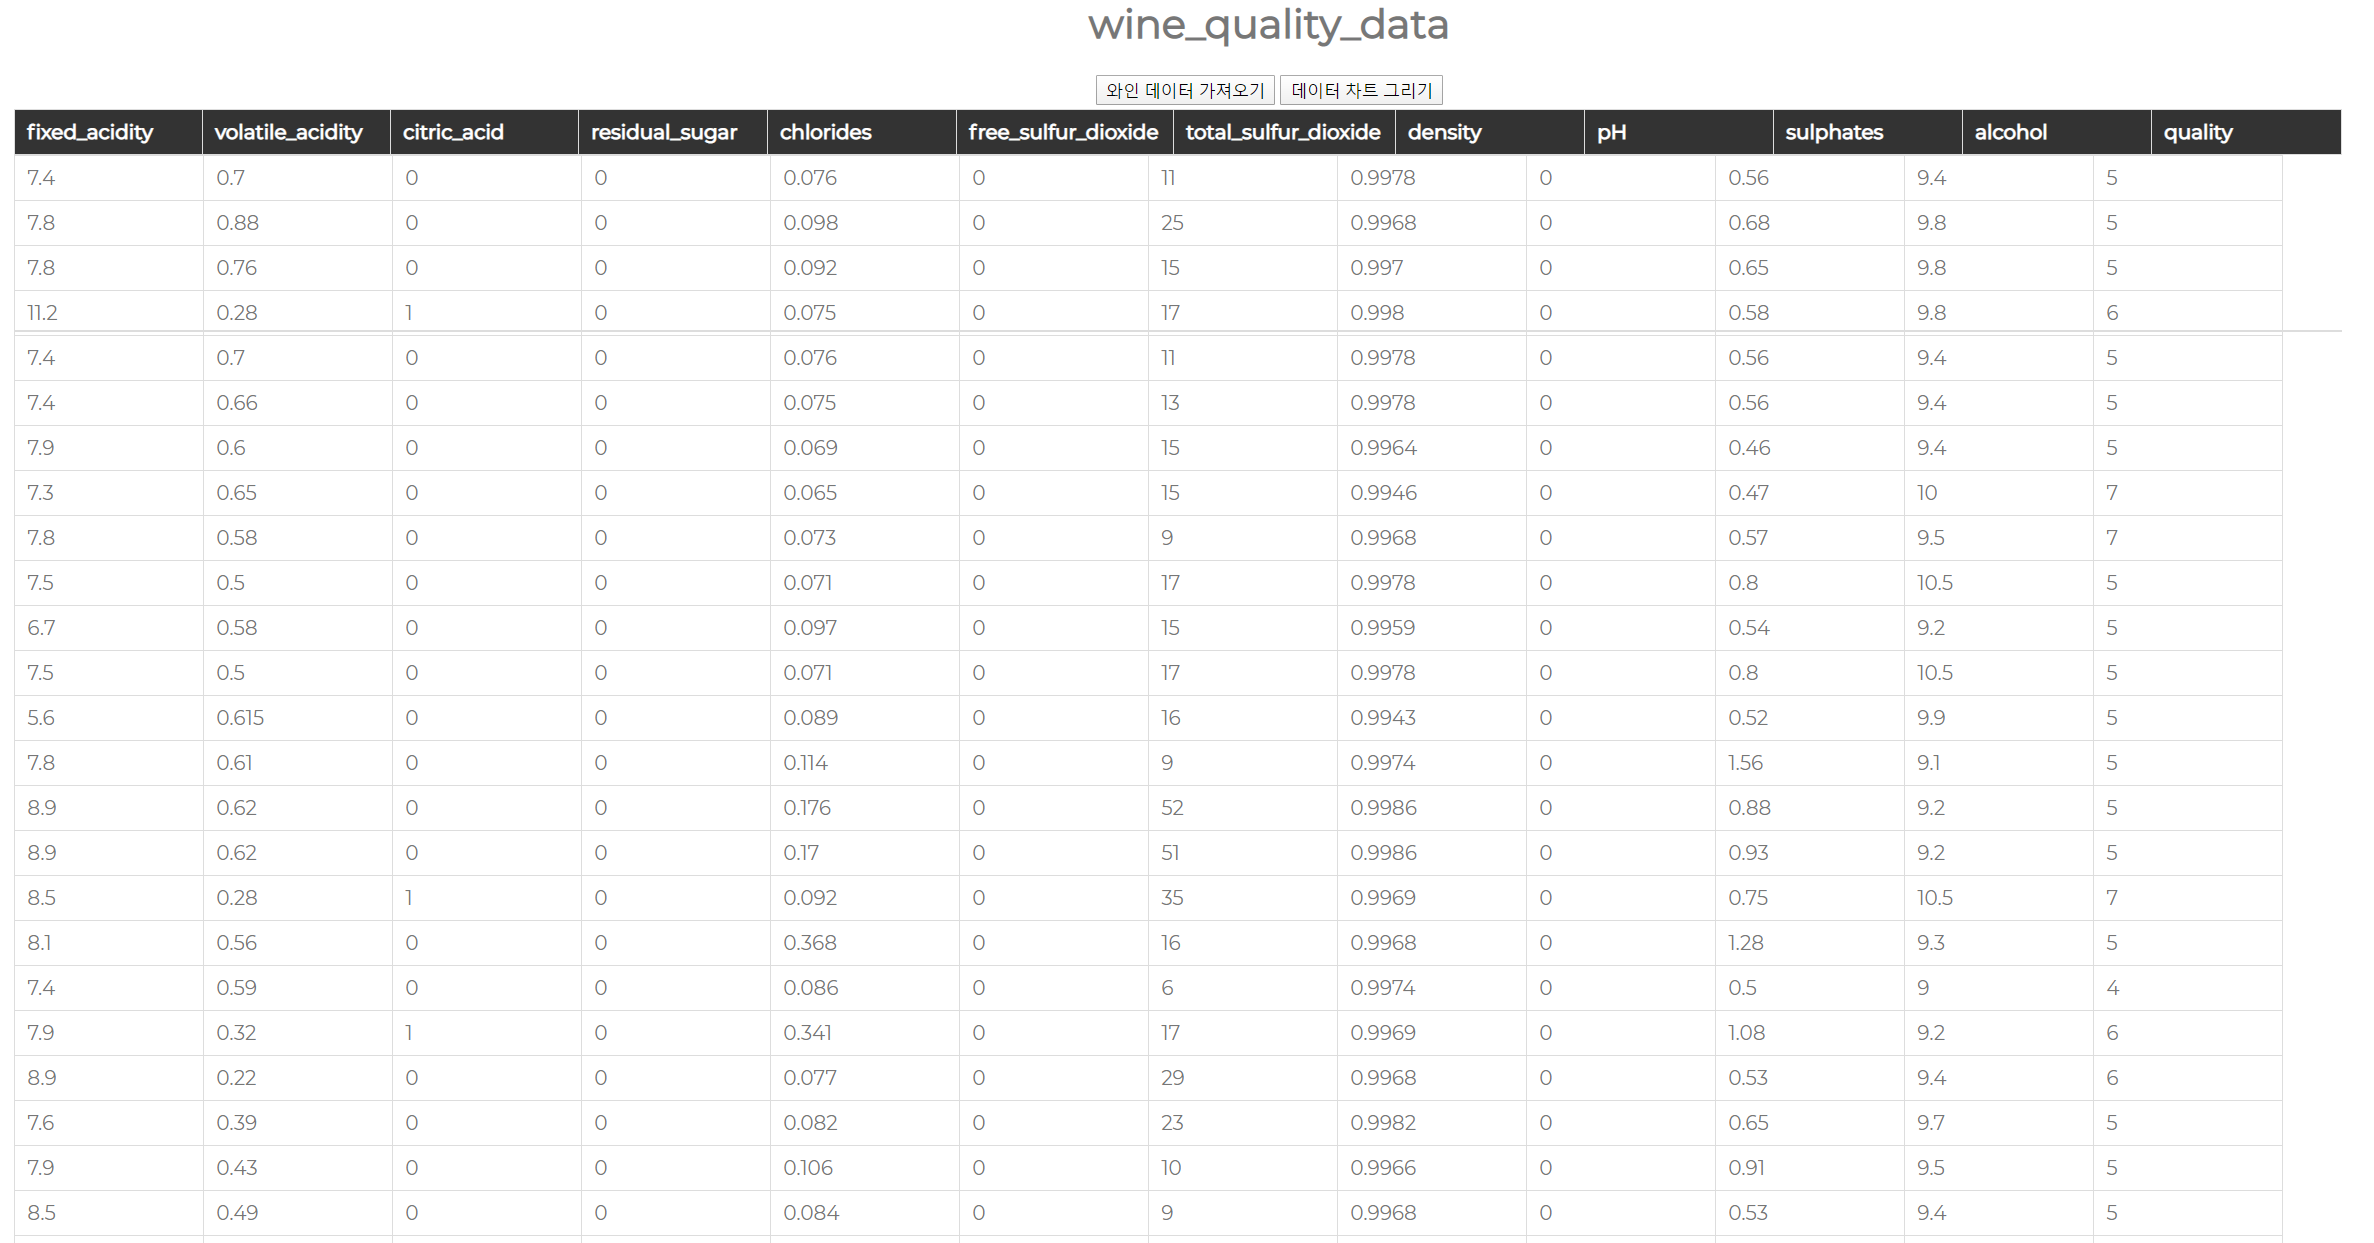 wine_quality_data
와인 데이터 가져오기 데이터 차트 그리기
fixed_acidity volatile_acidity citric_acid residual_sugar chlorides free_sulfur_dioxide total_sulfur_dioxide density pH sulphates alcohol quality
7.4 0.7 0 0 0.076 0 11 0.9978 0 0.56 9.4 5
7.8 0.88 0 0 0.098 0 25 0.9968 0 0.68 9.8 5
7.8 0.76 0 0 0.092 0 15 0.997 0 0.65 9.8 5
11.2 0.28 1 0 0.075 0 17 0.998 0 0.58 9.8 6
7.4 0.7 0 0 0.076 0 11 0.9978 0 0.56 9.4 5
7.4 0.66 0 0 0.075 0 13 0.9978 0 0.56 9.4 5
7.9 0.6 0 0 0.069 0 15 0.9964 0 0.46 9.4 5
7.3 0.65 0 0 0.065 0 15 0.9946 0 0.47 10 7
7.8 0.58 0 0 0.073 0 9 0.9968 0 0.57 9.5 7
7.5 0.5 0 0 0.071 0 17 0.9978 0 0.8 10.5 5
6.7 0.58 0 0 0.097 0 15 0.9959 0 0.54 9.2 5
7.5 0.5 0 0 0.071 0 17 0.9978 0 0.8 10.5 5
5.6 0.615 0 0 0.089 0 16 0.9943 0 0.52 9.9 5
7.8 0.61 0 0 0.114 0 9 0.9974 0 1.56 9.1 5
8.9 0.62 0 0 0.176 0 52 0.9986 0 0.88 9.2 5
8.9 0.62 0 0 0.17 0 51 0.9986 0 0.93 9.2 5
8.5 0.28 1 0 0.092 0 35 0.9969 0 0.75 10.5 7
8.1 0.56 0 0 0.368 0 16 0.9968 0 1.28 9.3 5
7.4 0.59 0 0 0.086 0 6 0.9974 0 0.5 9 4
7.9 0.32 1 0 0.341 0 17 0.9969 0 1.08 9.2 6
8.9 0.22 0 0 0.077 0 29 0.9968 0 0.53 9.4 6
7.6 0.39 0 0 0.082 0 23 0.9982 0 0.65 9.7 5
7.9 0.43 0 0 0.106 0 10 0.9966 0 0.91 9.5 5
8.5 0.49 0 0 0.084 0 9 0.9968 0 0.53 9.4 5